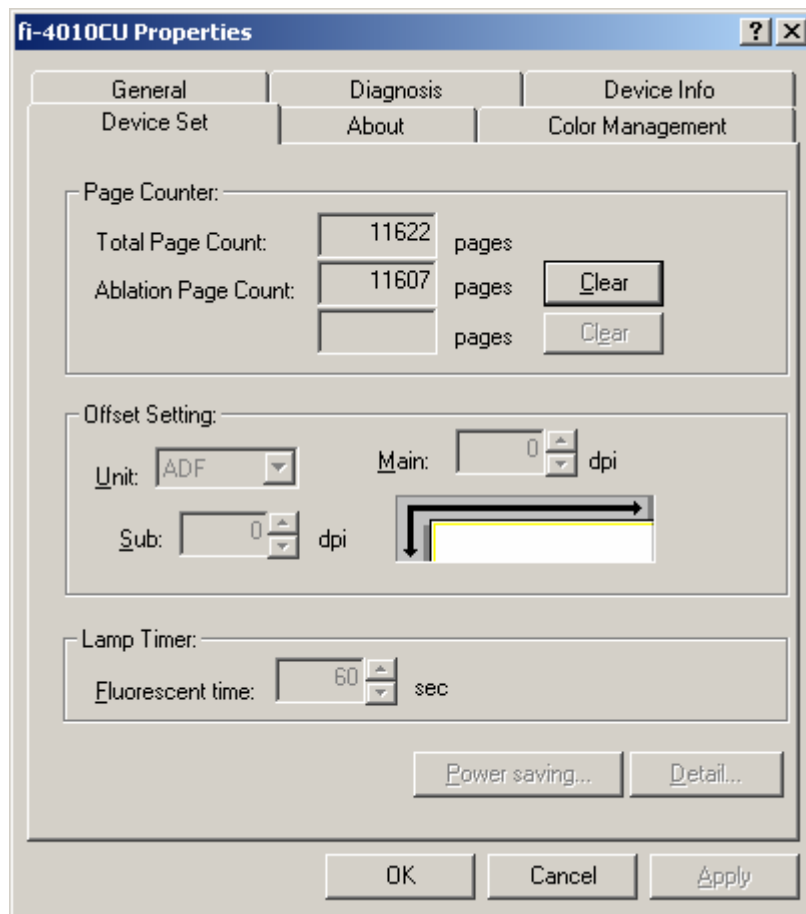 fi-4010CU Properties
General Diagnosis Device Info
Device Set About Color Management
Page Counter:
Total Page Count: 11622 pages
Ablation Page Count: 11607 pages Clear
pages Clear
Offset Setting:
Unit: ADF Main: 0 dpi
Sub: 0 dpi
Lamp Timer:
Fluorescent time: 60 sec
Power saving... Detail...
OK Cancel Apply